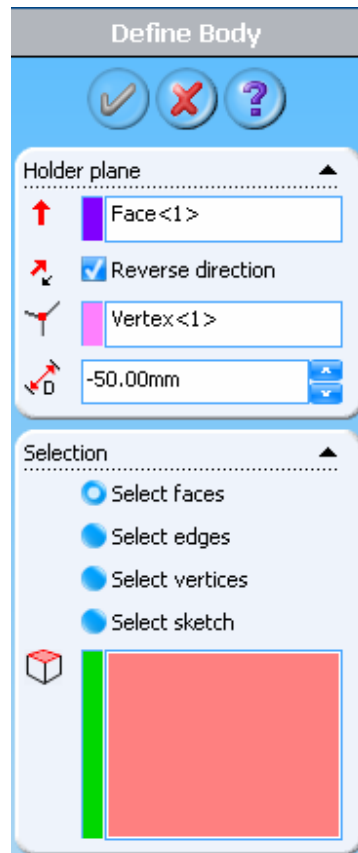 Define Body
?
Holder plane
Face<1>
Reverse direction
Vertex<1>
D
-50.00mm
Selection
Select faces
Select edges
Select vertices
Select sketch